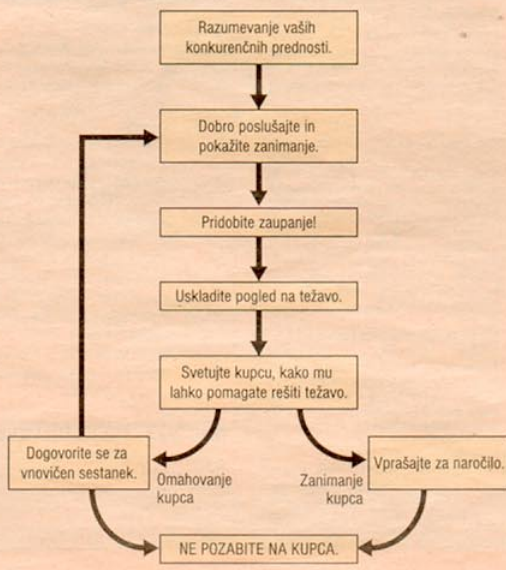 Razumevanje vaših
konkurenčnih prednosti.
Dobro poslušajte in
pokažite zanimanje.
Pridobite zaupanje!
Uskladite pogled na težavo.
Svetujte kupcu, kako mu
lahko pomagate rešiti težavo.
Dogovorite se za
vnovičen sestanek.
Omahovanje
kupca
Zanimanje
kupca
Vprašajte za naročilo.
NE POZABITE NA KUPCA.